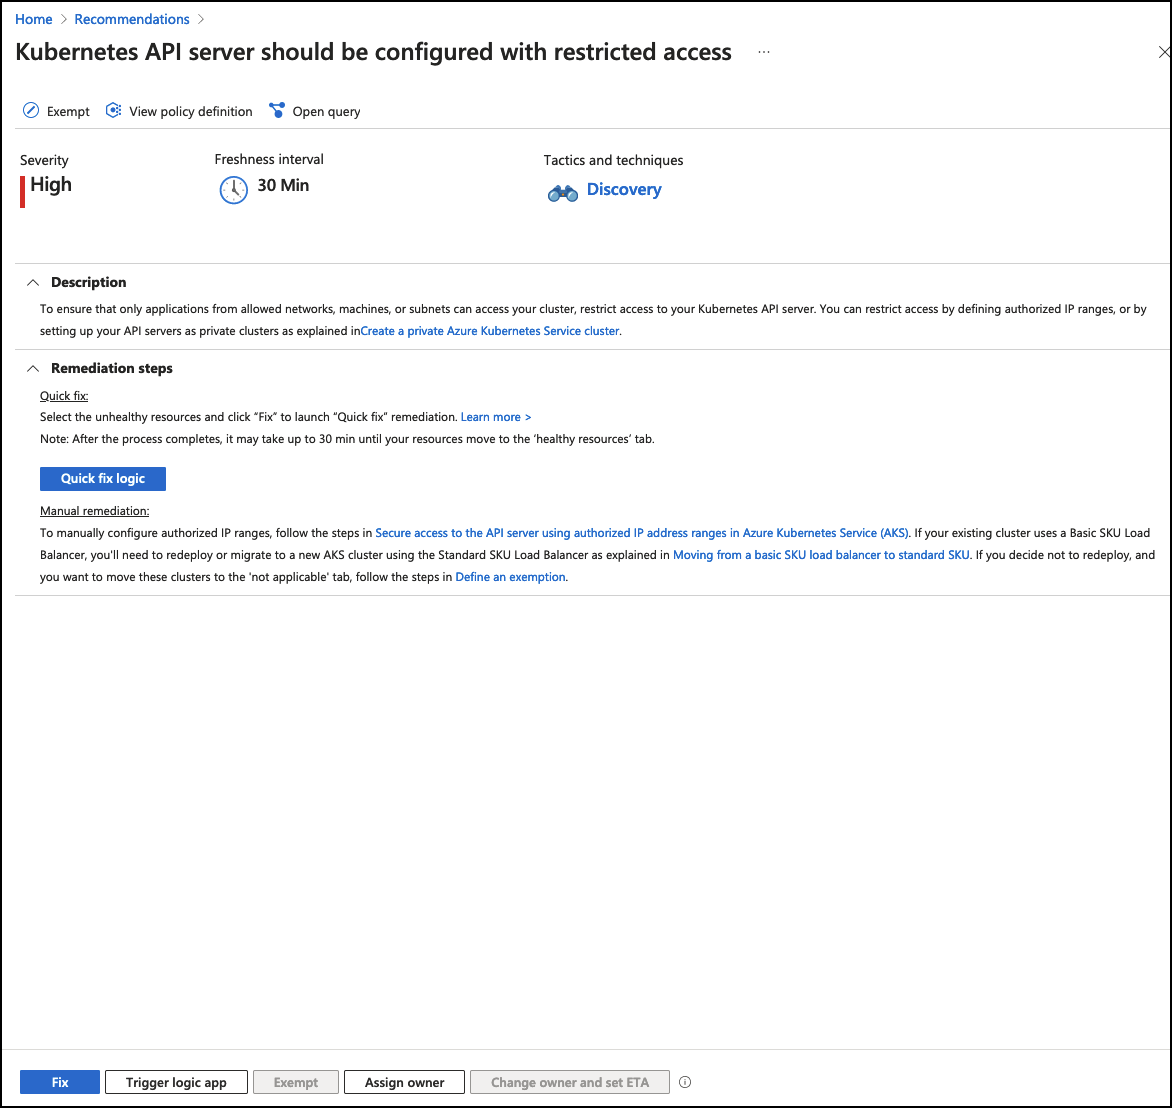 Home > Recommendations >
Kubernetes API server should be configured with restricted access ...
Exempt View policy definition Open query
Severity Freshness interval Tactics and techniques
High 30 Min Discovery
Description
To ensure that only applications from allowed networks, machines, or subnets can access your cluster, restrict access to your Kubernetes API server. You can restrict access by defining authorized IP ranges, or by
setting up your API servers as private clusters as explained inCreate a private Azure Kubernetes Service cluster.
Remediation steps
Quick fix:
Select the unhealthy resources and click “Fix” to launch “Quick fix” remediation. Learn more >
Note: After the process completes, it may take up to 30 min until your resources move to the ‘healthy resources’ tab.
Quick fix logic
Manual remediation:
To manually configure authorized IP ranges, follow the steps in Secure access to the API server using authorized IP address ranges in Azure Kubernetes Service (AKS). If your existing cluster uses a Basic SKU Load
Balancer, you'll need to redeploy or migrate to a new AKS cluster using the Standard SKU Load Balancer as explained in Moving from a basic SKU load balancer to standard SKU. If you decide not to redeploy, and
you want to move these clusters to the 'not applicable' tab, follow the steps in Define an exemption.
Fix Trigger logic app Exempt Assign owner Change owner and set ETA